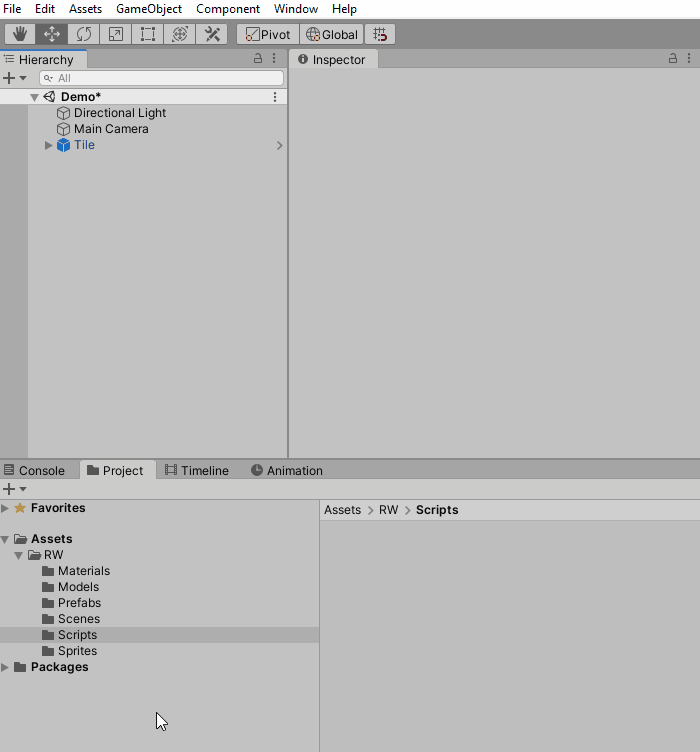 File Edit Assets GameObject Component Window Help
Pivot Global
Hierarchy
All
Demo*
Directional Light
Main Camera
Tile
Inspector
Console Project Timeline Animation
Favorites
Assets
RW
Materials
Models
Prefabs
Scenes
Scripts
Sprites
Packages
Assets > RW > Scripts